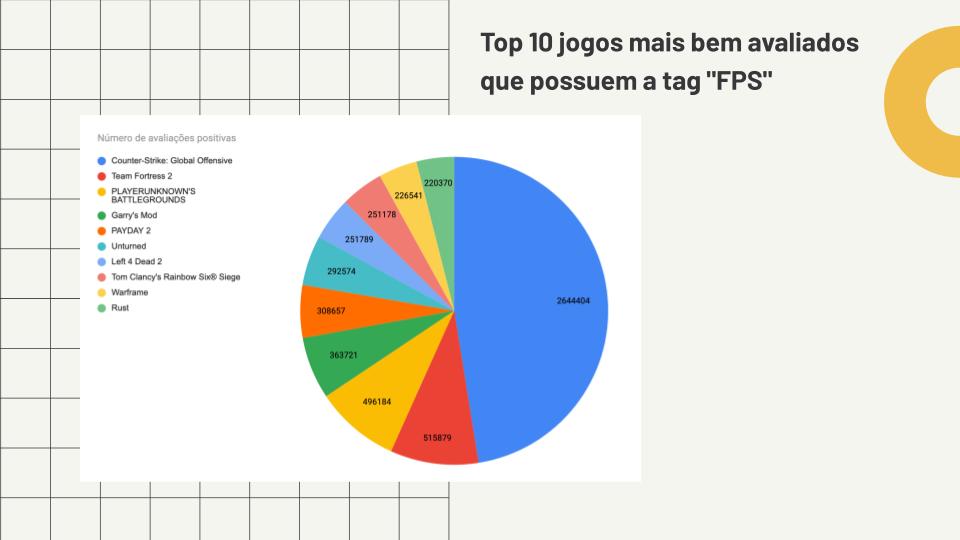 Top 10 jogos mais bem avaliados
que possuem a tag "FPS"
Número de avaliações positivas
Counter-Strike: Global Offensive
Team Fortress 2
PLAYERUNKNOWN'S
BATTLEGROUNDS
Garry's Mod
PAYDAY 2
Unturned
Left 4 Dead 2
Tom Clancy's Rainbow Six® Siege
Warframe
Rust
2644404
515879
496184
363721
308657
292574
251789
251178
226541
220370